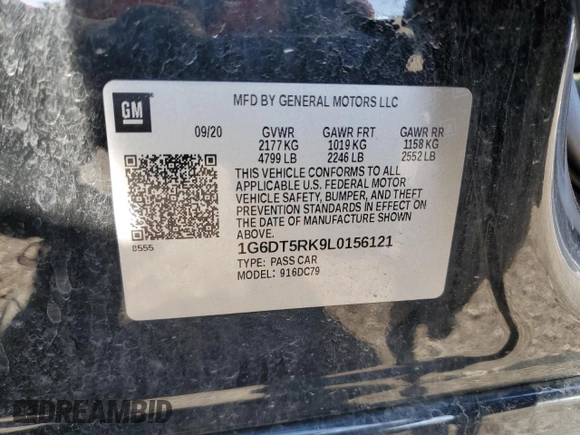 GM
MFD BY GENERAL MOTORS LLC
09/20 GVWR GAWR FRT GAWR RR
2177 KG 1019 KG 1158 KG
4799 LB 2246 LB 2552 LB
THIS VEHICLE CONFORMS TO ALL
APPLICABLE U.S. FEDERAL MOTOR
VEHICLE SAFETY, BUMPER, AND THEFT
PREVENTION STANDARDS IN EFFECT ON
THE DATE OF MANUFACTURE SHOWN
ABOVE.
8555
1G6DT5RK9L0156121
TYPE: PASS CAR
MODEL: 916DC79
DREAMBID